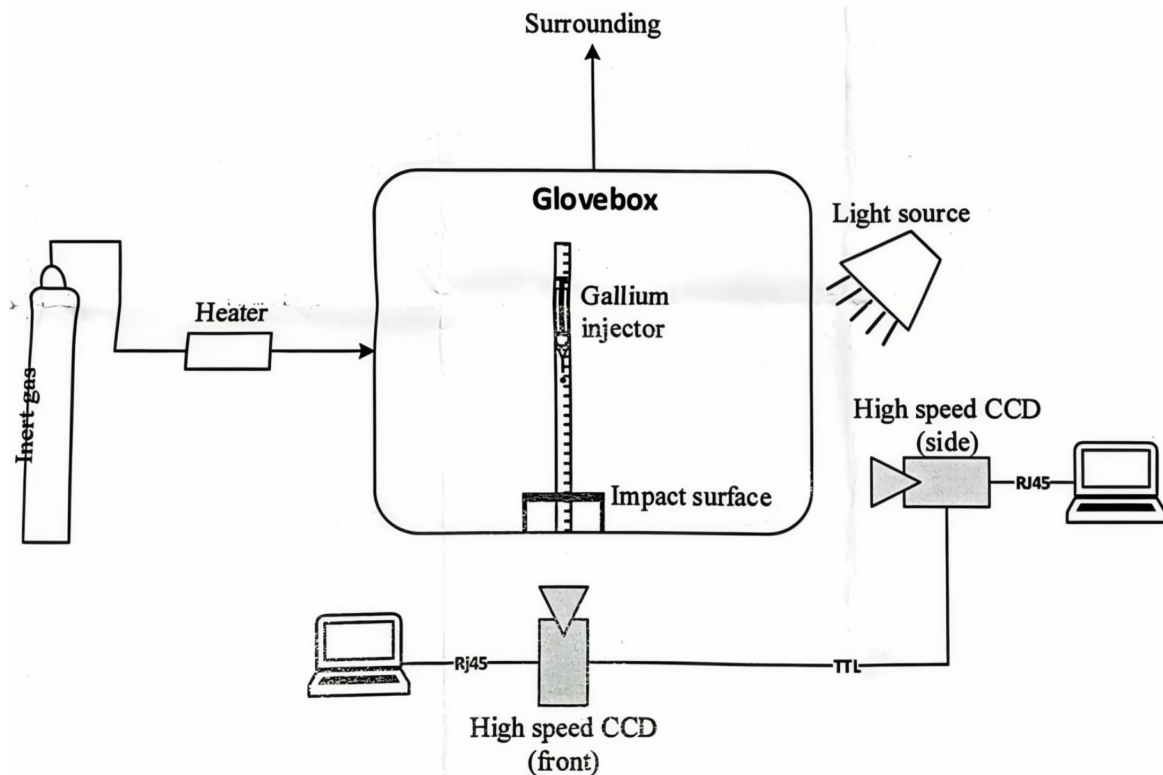 Surrounding
Glovebox
Light source
Gallium
injector
Heater
Inert gas
High speed CCD
(side)
RJ45
Impact surface
Rj45
TTL
High speed CCD
(front)